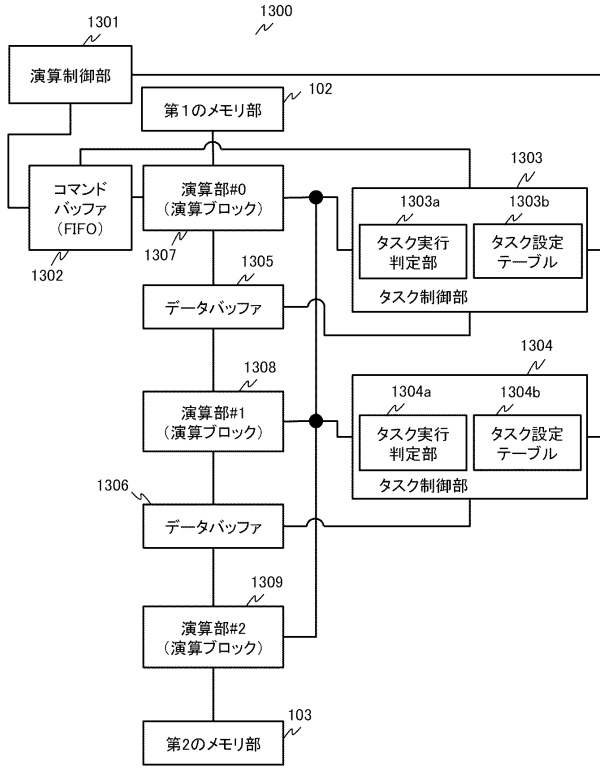 1301
1300
演算制御部
102
第1のメモリ部
1303
コマンド
バッファ
(FIFO)
演算部#0
(演算ブロック)
1303a
1303b
タスク実行
判定部
タスク設定
テーブル
1302
1307
1305
タスク制御部
データバッファ
1308
1304
演算部#1
(演算ブロック)
1304a
1304b
タスク実行
判定部
タスク設定
テーブル
1306
タスク制御部
データバッファ
1309
演算部#2
(演算ブロック)
103
第2のメモリ部